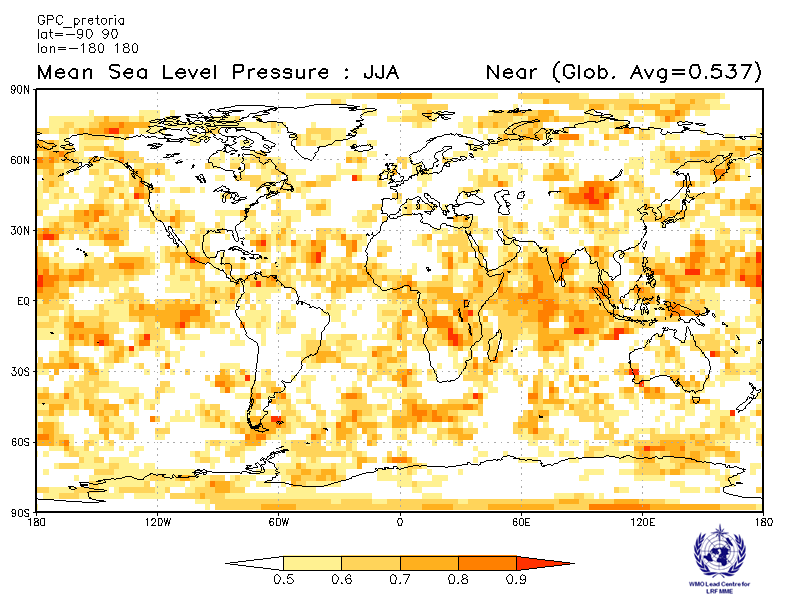 GPC_pretoria
lat=-90 90
lon=-180 180
Mean Sea Level Pressure : JJA Near (Glob. Avg=0.537)
90N
60N
30N
EQ
30S
60S
90S
180 120W 60W 0 60E 120E 180
0.5 0.6 0.7 0.8 0.9
WMO Lead Centre for
LRF MME